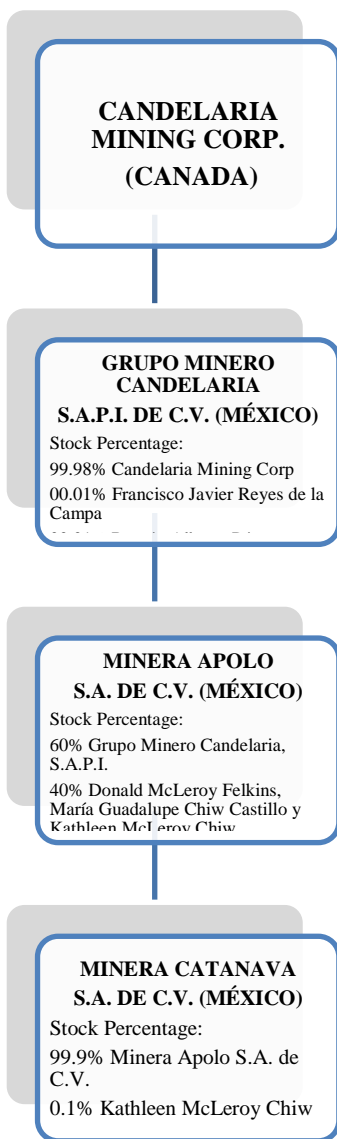 CANDELARIA
MINING CORP.
(CANADA)
GRUPO MINERO
CANDELARIA
S.A.P.I. DE C.V. (MÉXICO)
Stock Percentage:
99.98% Candelaria Mining Corp
00.01% Francisco Javier Reyes de la
Campa
MINERA APOLO
S.A. DE C.V. (MÉXICO)
Stock Percentage:
60% Grupo Minero Candelaria,
S.A.P.I.
40% Donald McLeroy Felkins,
María Guadalupe Chiw Castillo y
Kathleen McLeroy Chiw
MINERA CATANAVA
S.A. DE C.V. (MÉXICO)
Stock Percentage:
99.9% Minera Apolo S.A. de
C.V.
0.1% Kathleen McLeroy Chiw